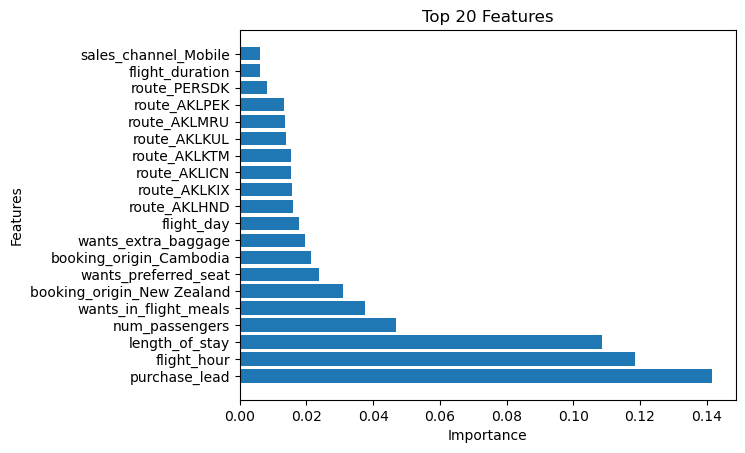 Top 20 Features
sales_channel_Mobile
flight_duration
route_PERSDK
route_AKLPEK
route_AKLMRU
route_AKLKUL
route_AKLKTM
route_AKLICN
route_AKLKIX
route_AKLHND
flight_day
wants_extra_baggage
booking_origin_Cambodia
wants_preferred_seat
booking_origin_New Zealand
wants_in_flight_meals
num_passengers
length_of_stay
flight_hour
purchase_lead
Features
0.00 0.02 0.04 0.06 0.08 0.10 0.12 0.14
Importance